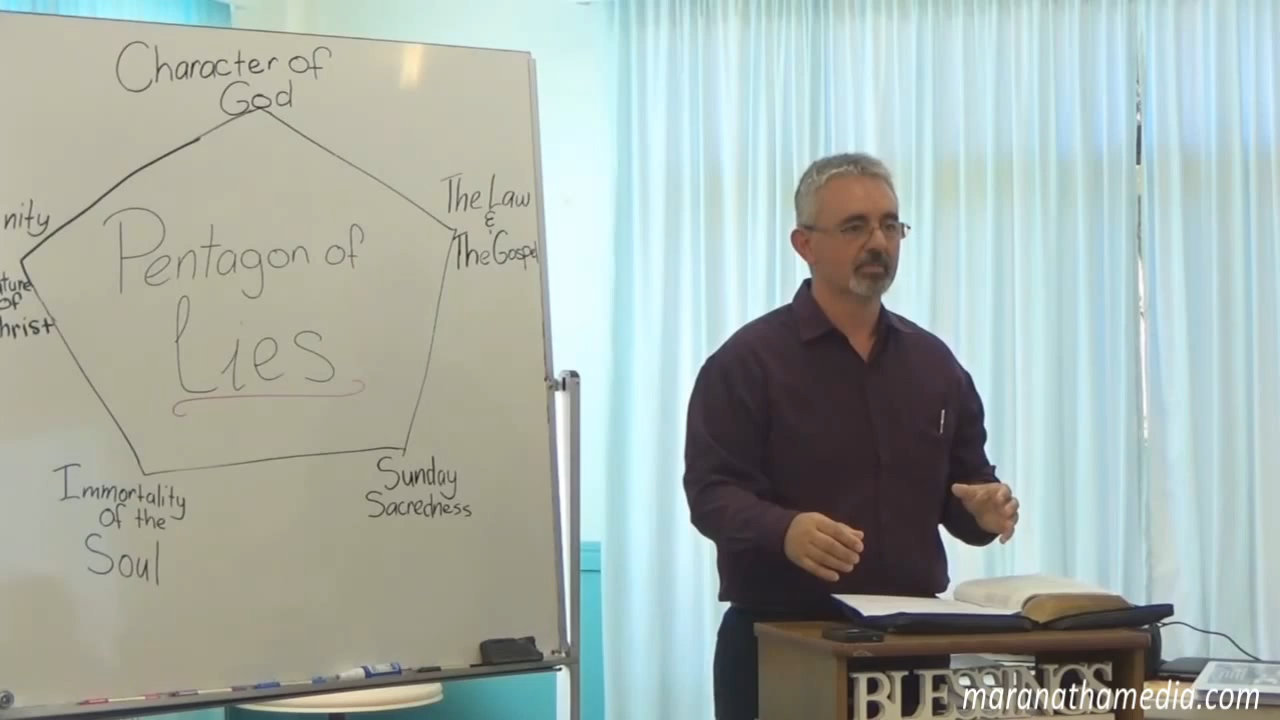 Character of
God
The Law
&
The Gospel
nity
Pentagon of
Lies
ture
of
hrist
Immortality
of the
Soul
Sunday
Sacredness
BLESSINGS
maranathamedia.com